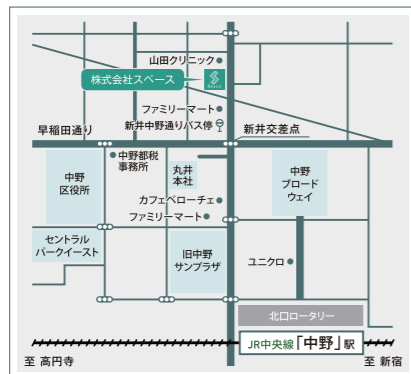 山田クリニック
株式会社スペース
ファミリーマート
新井中野通りバス停
早稲田通り
新井交差点
中野都税
事務所
丸井
本社
中野
区役所
中野
ブロード
ウェイ
カフェベローチェ
ファミリーマート
セントラル
パークイースト
旧中野
サンプラザ
ユニクロ
北口ロータリー
JR中央線「中野」駅
至 高円寺
至 新宿